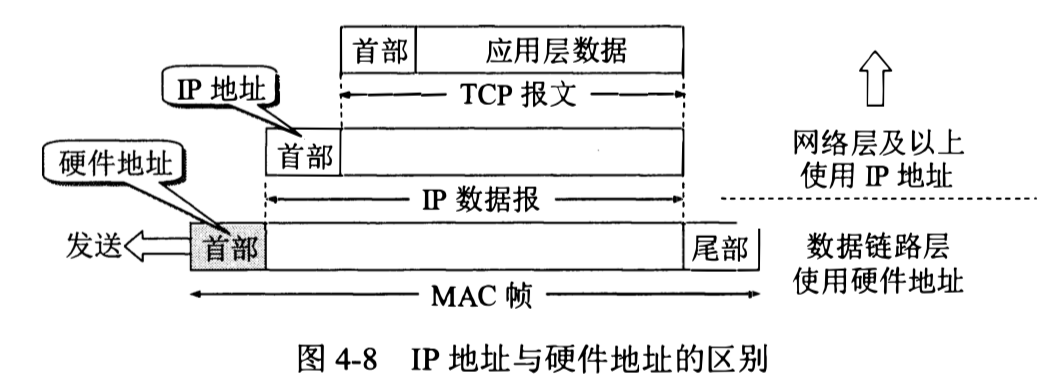 首部 应用层数据
TCP 报文
IP 地址
首部
网络层及以上
使用 IP 地址
硬件地址
IP 数据报
发送 首部 尾部
数据链路层
使用硬件地址
MAC 帧
图 4-8 IP 地址与硬件地址的区别